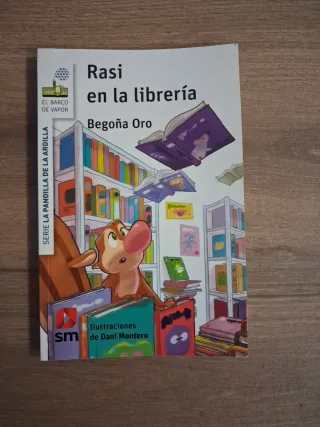 Rasi
en la librería
Begoña Oro
EL BARCO
DE VAPOR
SERIE LA PANDILLA DE LA ARDILLA
sm
Ilustraciones
de Dani Montero